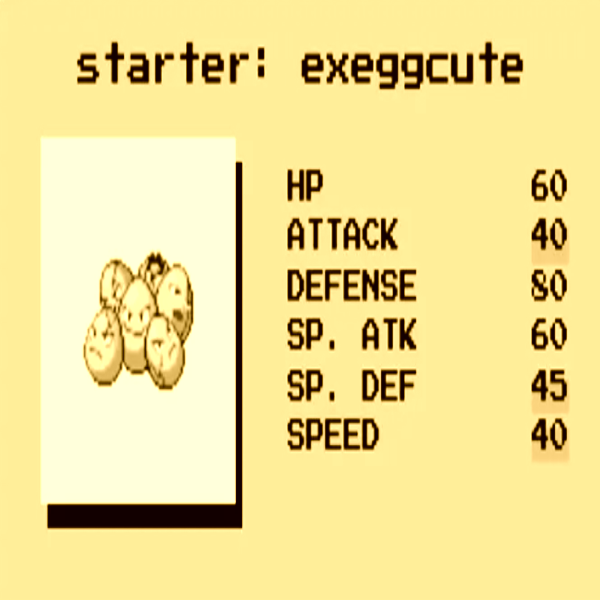 starter: exeggcute
HP 60
ATTACK 40
DEFENSE 80
SP. ATK 60
SP. DEF 45
SPEED 40